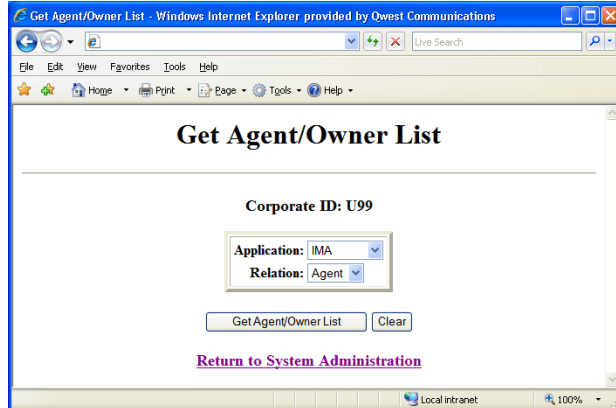 Get Agent/Owner List - Windows Internet Explorer provided by Qwest Communications
Live Search
File Edit View Favorites Tools Help
Home Print Page Tools Help
Get Agent/Owner List
Corporate ID: U99
Application: IMA
Relation: Agent
Get Agent/Owner List Clear
Return to System Administration
Local intranet 100%